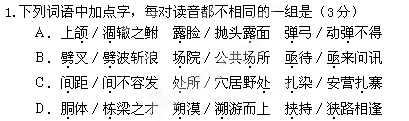 1.下列词语中加点字，每对读音都不相同的一组是（3分）
A．上颌/涸辙之鲋 露脸/抛头露面 弹弓/动弹不得
B．劈叉/劈波斩浪 场院/公共场所 亟待/亟来问讯
C．间距/间不容发 处所/穴居野处 扎染/安营扎寨
D．胴体/栋梁之才 朔漠/溯游而上 挟持/狭路相逢